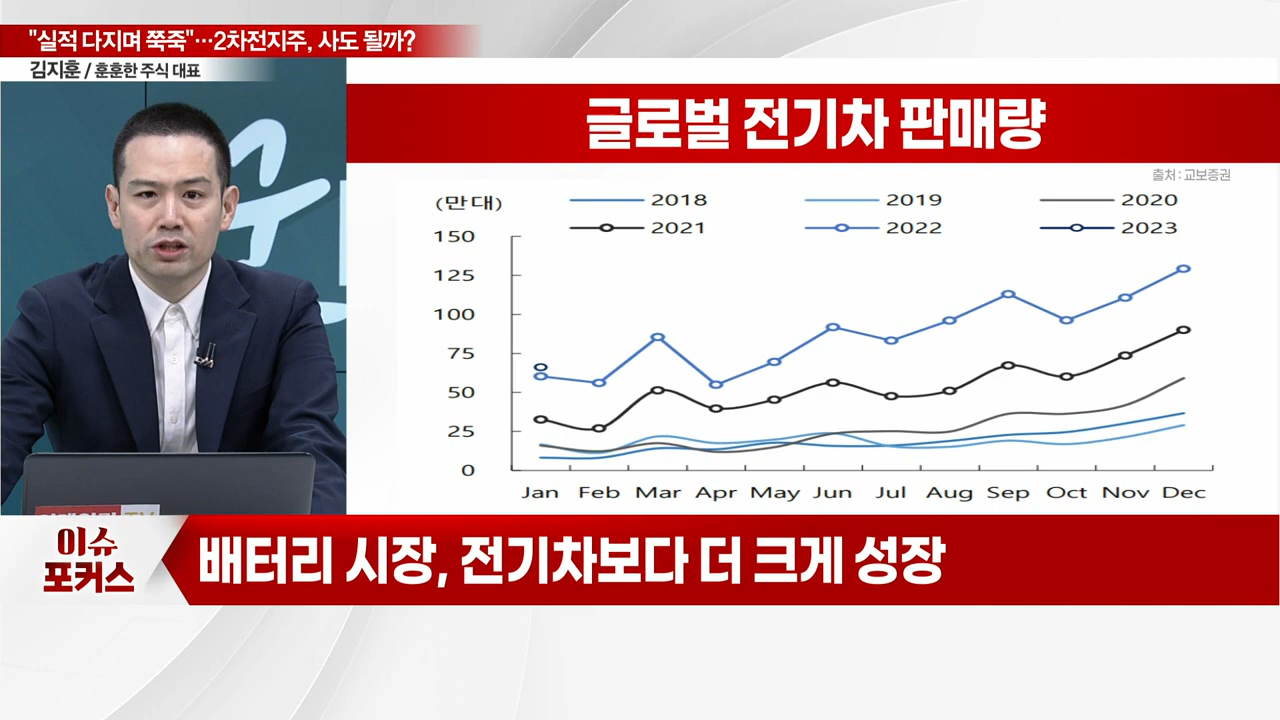 "실적 다지며 쭉죽"…2차전지주, 사도 될까?
김지훈 / 훈훈한 주식 대표
글로벌 전기차 판매량
출처 : 교보증권
(만대)
2018
2019
2020
2021
2022
2023
150
125
100
75
50
25
0
Jan Feb Mar Apr May Jun Jul Aug Sep Oct Nov Dec
이슈
포커스
배터리 시장, 전기차보다 더 크게 성장